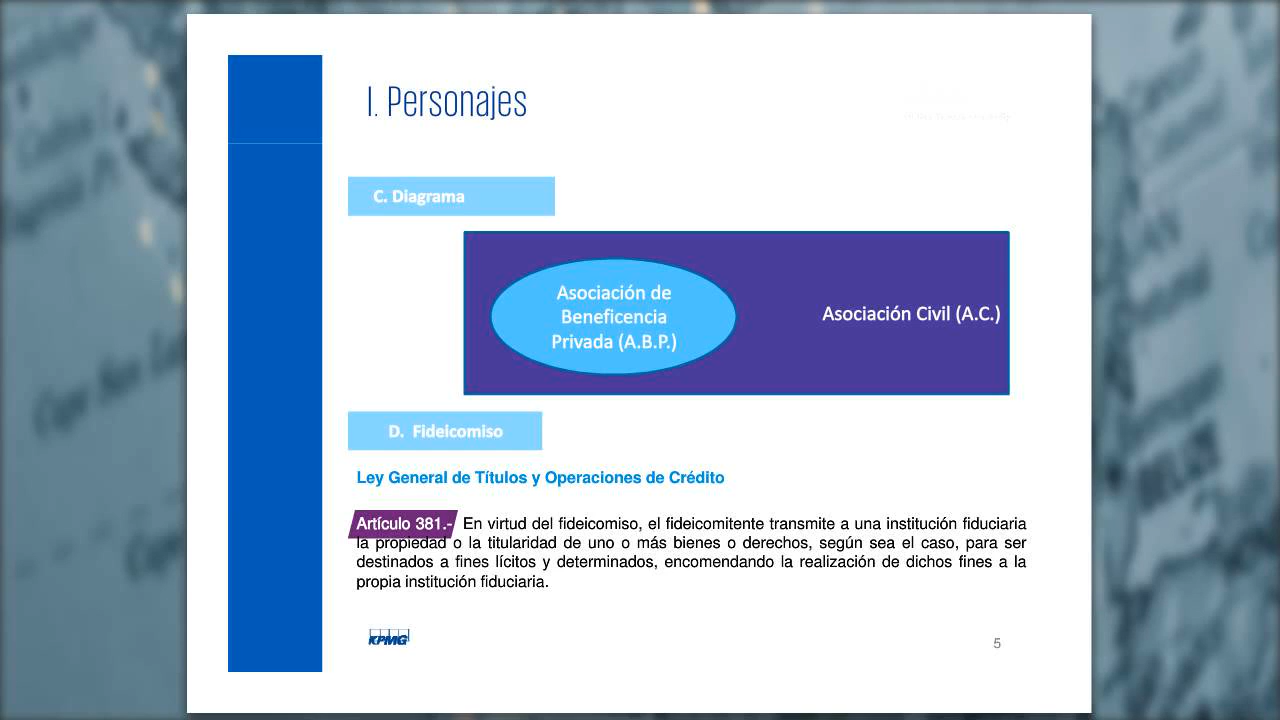 I. Personajes
C. Diagrama
Asociación de
Beneficencia
Privada (A.B.P.)
Asociación Civil (A.C.)
D. Fideicomiso
Ley General de Títulos y Operaciones de Crédito
Artículo 381.- En virtud del fideicomiso, el fideicomitente transmite a una institución fiduciaria
la propiedad o la titularidad de uno o más bienes o derechos, según sea el caso, para ser
destinados a fines lícitos y determinados, encomendando la realización de dichos fines a la
propia institución fiduciaria.
KPMG
5